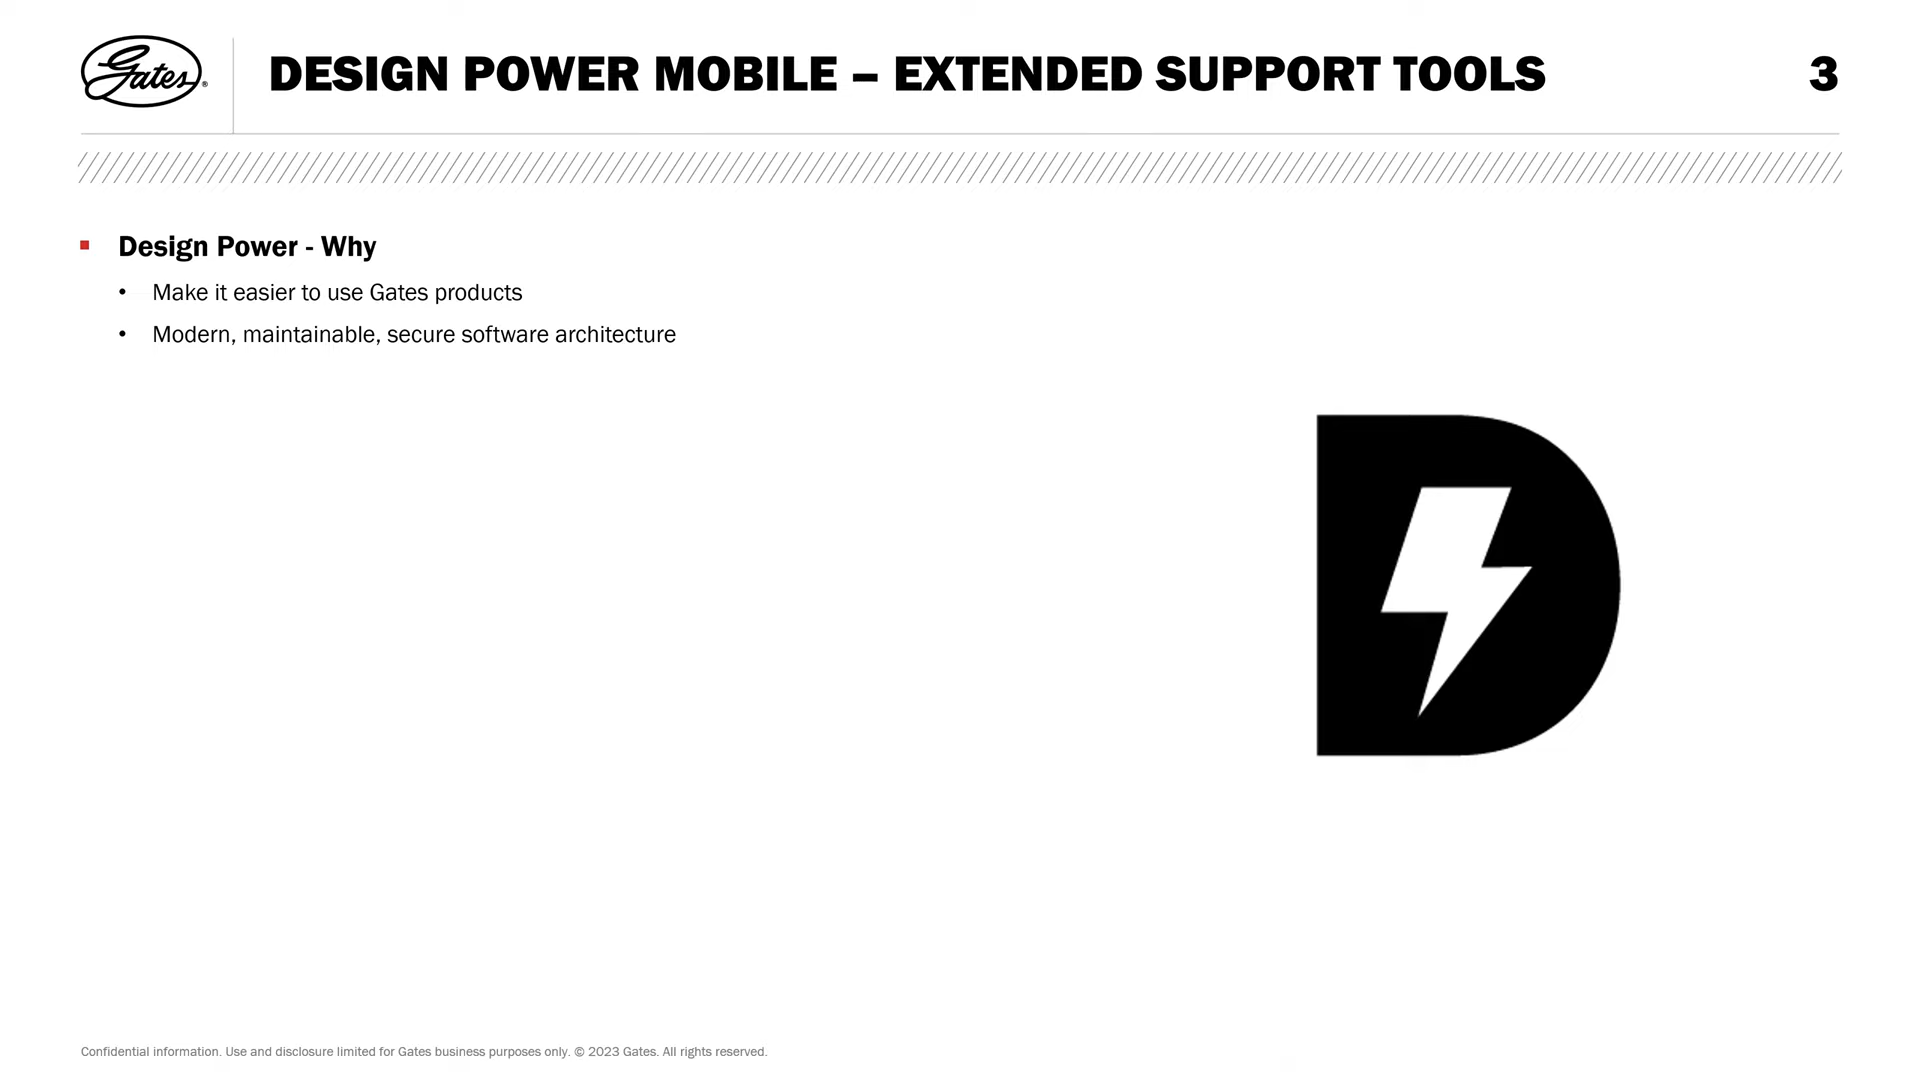 Gates®
DESIGN POWER MOBILE – EXTENDED SUPPORT TOOLS
3
Design Power - Why
• Make it easier to use Gates products
• Modern, maintainable, secure software architecture
D
Confidential information. Use and disclosure limited for Gates business purposes only. © 2023 Gates. All rights reserved.